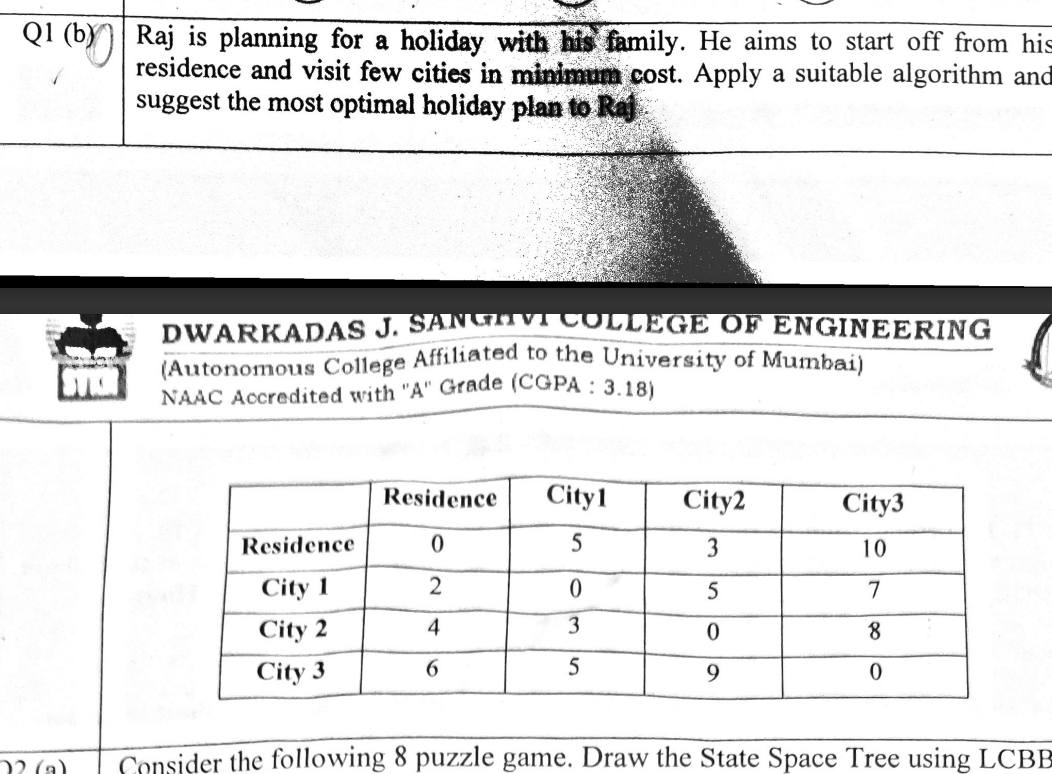 Q1 (b)
Raj is planning for a holiday with his family. He aims to start off from his
residence and visit few cities in minimum cost. Apply a suitable algorithm and
suggest the most optimal holiday plan to Raj
DWARKADAS J. SANGHVI COLLEGE OF ENGINEERING
(Autonomous College Affiliated to the University of Mumbai)
NAAC Accredited with "A" Grade (CGPA : 3.18)
Residence City1 City2 City3
Residence 0 5 3 10
City 1 2 0 5 7
City 2 4 3 0 8
City 3 6 5 9 0
Q2 (a) Consider the following 8 puzzle game. Draw the State Space Tree using LCBB